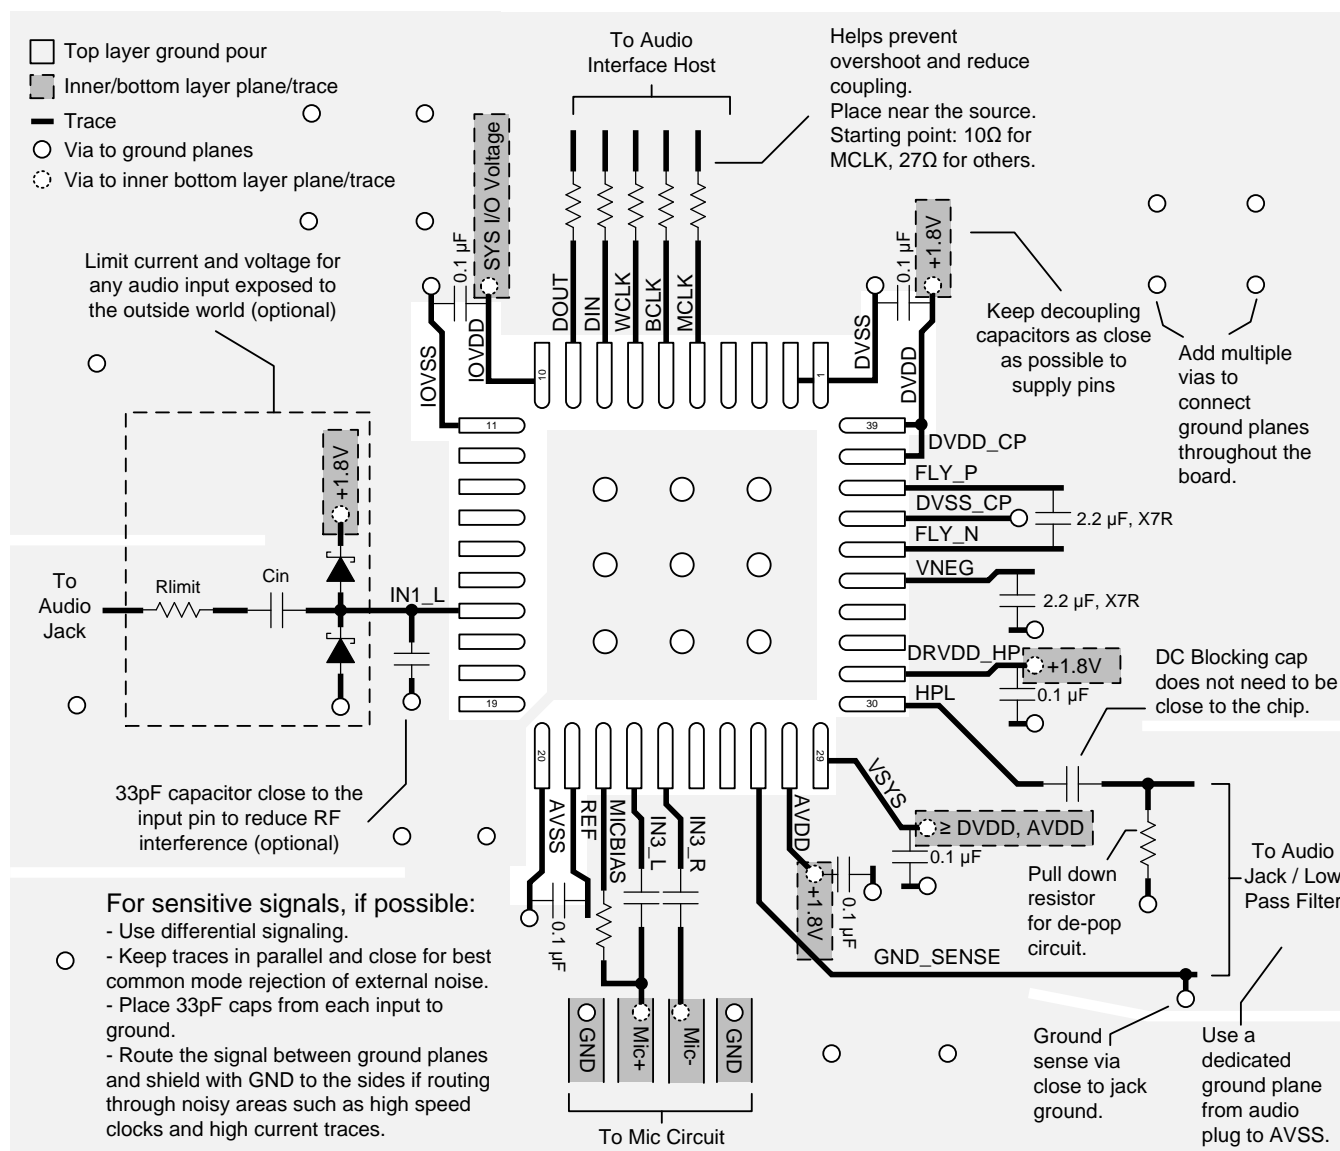 Top layer ground pour
Inner/bottom layer plane/trace
Trace
Via to ground planes
Via to inner bottom layer plane/trace
To Audio
Interface Host
Helps prevent
overshoot and reduce
coupling.
Place near the source.
Starting point: 10Ω for
MCLK, 27Ω for others.
SYS I/O Voltage
0.1 µF
IOVSS
IOVDD
DOUT
DIN
WCLK
BCLK
MCLK
DVSS
0.1 µF
+1.8V
DVDD
Limit current and voltage for
any audio input exposed to
the outside world (optional)
Keep decoupling
capacitors as close
as possible to
supply pins
Add multiple
vias to
connect
ground planes
throughout the
board.
10
1
11
39
DVDD_CP
FLY_P
DVSS_CP
FLY_N
2.2 µF, X7R
VNEG
2.2 µF, X7R
DRVDD_HP
+1.8V
0.1 µF
HPL
30
19
+1.8V
To
Audio
Jack
Rlimit
Cin
IN1_L
DC Blocking cap
does not need to be
close to the chip.
33pF capacitor close to the
input pin to reduce RF
interference (optional)
20
29
AVSS
REF
MICBIAS
IN3_L
IN3_R
AVDD
VSYS
≥ DVDD, AVDD
0.1 µF
0.1 µF
+1.8V
0.1 µF
Pull down
resistor
for de-pop
circuit.
To Audio
Jack / Low
Pass Filter
GND_SENSE
For sensitive signals, if possible:
- Use differential signaling.
- Keep traces in parallel and close for best
common mode rejection of external noise.
- Place 33pF caps from each input to
ground.
- Route the signal between ground planes
and shield with GND to the sides if routing
through noisy areas such as high speed
clocks and high current traces.
GND
Mic+
Mic-
GND
To Mic Circuit
Ground
sense via
close to jack
ground.
Use a
dedicated
ground plane
from audio
plug to AVSS.